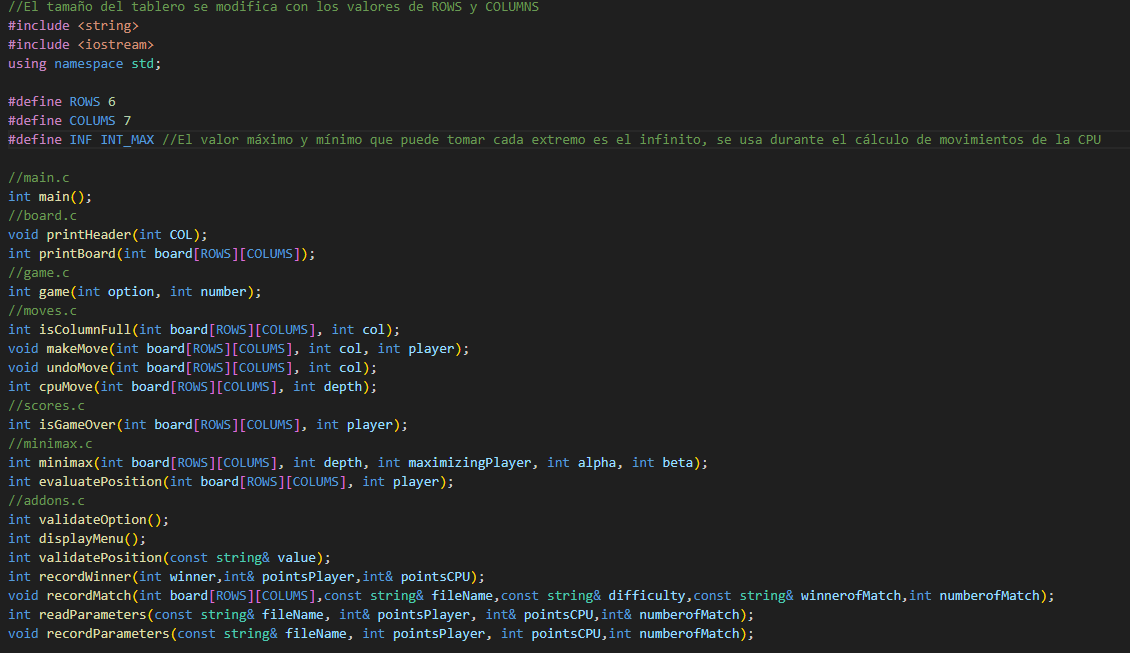 //El tamaño del tablero se modifica con los valores de ROWS y COLUMNS
#include <string>
#include <iostream>
using namespace std;
#define ROWS 6
#define COLUMS 7
#define INF INT_MAX //El valor máximo y mínimo que puede tomar cada extremo es el infinito, se usa durante el cálculo de movimientos de la CPU
//main.c
int main();
//board.c
void printHeader(int COL);
int printBoard(int board[ROWS][COLUMS]);
//game.c
int game(int option, int number);
//moves.c
int isColumnFull(int board[ROWS][COLUMS], int col);
void makeMove(int board[ROWS][COLUMS], int col, int player);
void undoMove(int board[ROWS][COLUMS], int col);
int cpuMove(int board[ROWS][COLUMS], int depth);
//scores.c
int isGameOver(int board[ROWS][COLUMS], int player);
//minimax.c
int minimax(int board[ROWS][COLUMS], int depth, int maximizingPlayer, int alpha, int beta);
int evaluatePosition(int board[ROWS][COLUMS], int player);
//addons.c
int validateOption();
int displayMenu();
int validatePosition(const string& value);
int recordWinner(int winner,int& pointsPlayer,int& pointsCPU);
void recordMatch(int board[ROWS][COLUMS],const string& fileName,const string& difficulty,const string& winnerofMatch,int numberofMatch);
int readParameters(const string& fileName, int& pointsPlayer, int& pointsCPU,int& numberofMatch);
void recordParameters(const string& fileName, int pointsPlayer, int pointsCPU,int numberofMatch);